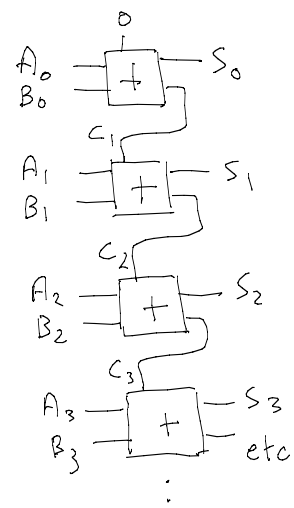 0
A0 + S0
B0
C1
A1 + S1
B1
C2
A2 + S2
B2
C3
A3 + S3
B3 etc
⋮